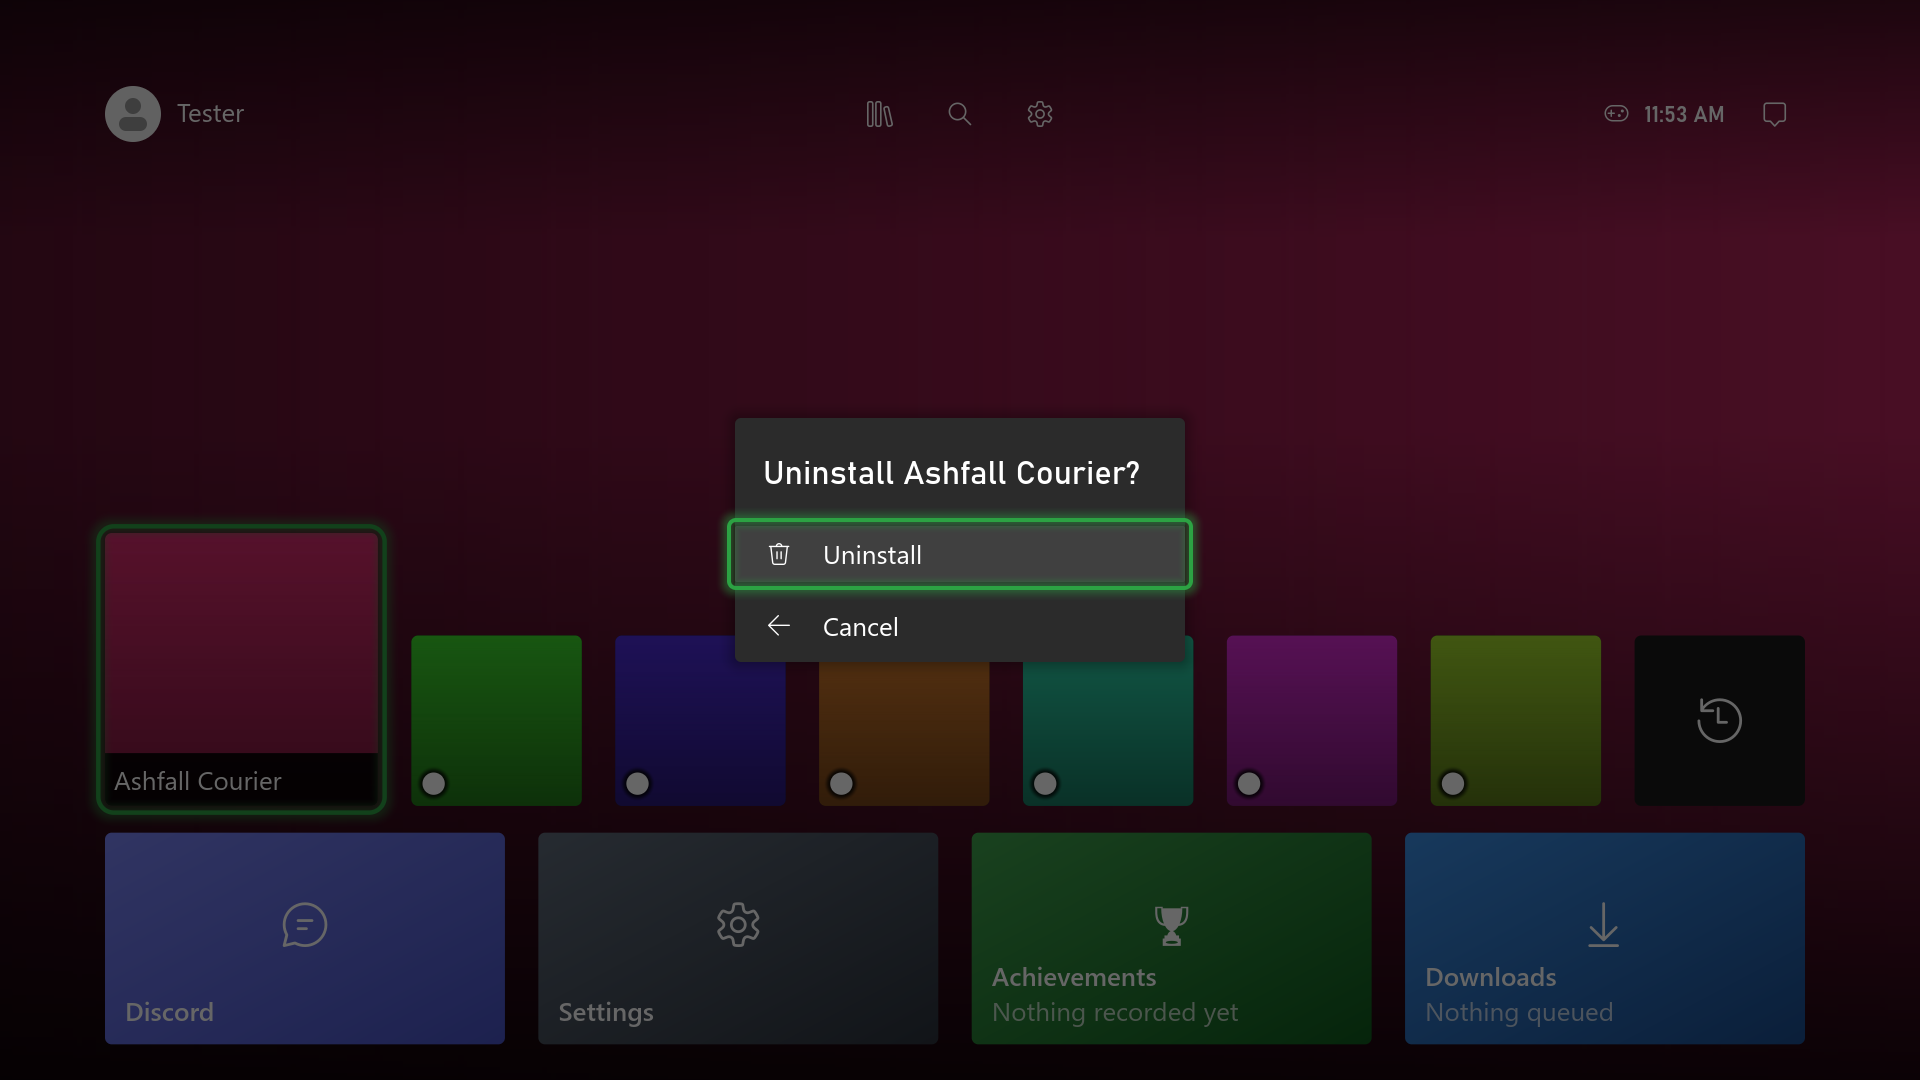 Tester
11:53 AM
Uninstall Ashfall Courier?
Uninstall
Cancel
Ashfall Courier
Discord
Settings
Achievements
Nothing recorded yet
Downloads
Nothing queued